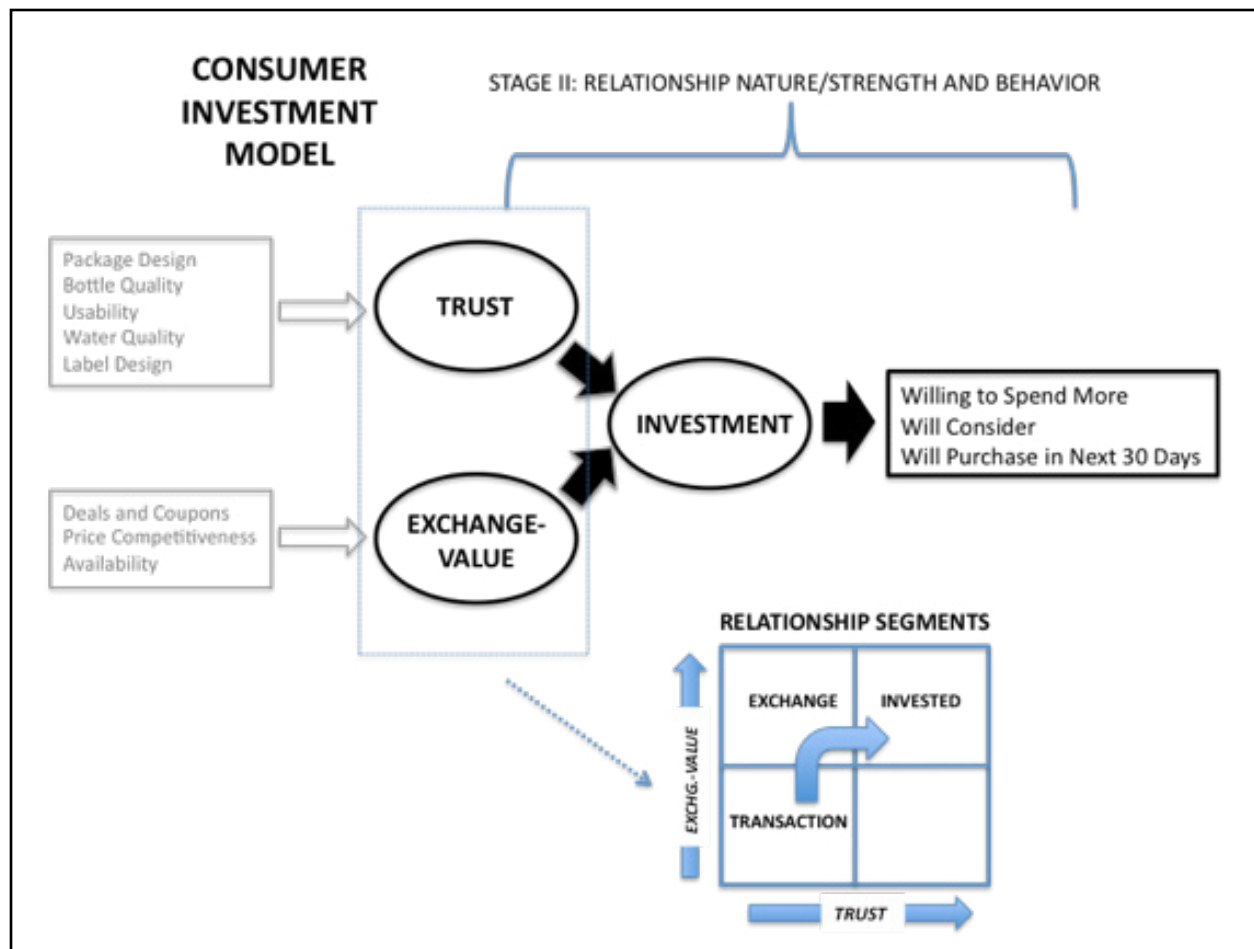 CONSUMER
INVESTMENT
MODEL
STAGE II: RELATIONSHIP NATURE/STRENGTH AND BEHAVIOR
Package Design
Bottle Quality
Usability
Water Quality
Label Design
TRUST
INVESTMENT
Willing to Spend More
Will Consider
Will Purchase in Next 30 Days
Deals and Coupons
Price Competitiveness
Availability
EXCHANGE-
VALUE
RELATIONSHIP SEGMENTS
EXCHANGE
INVESTED
EXCHG.-VALUE
TRANSACTION
TRUST